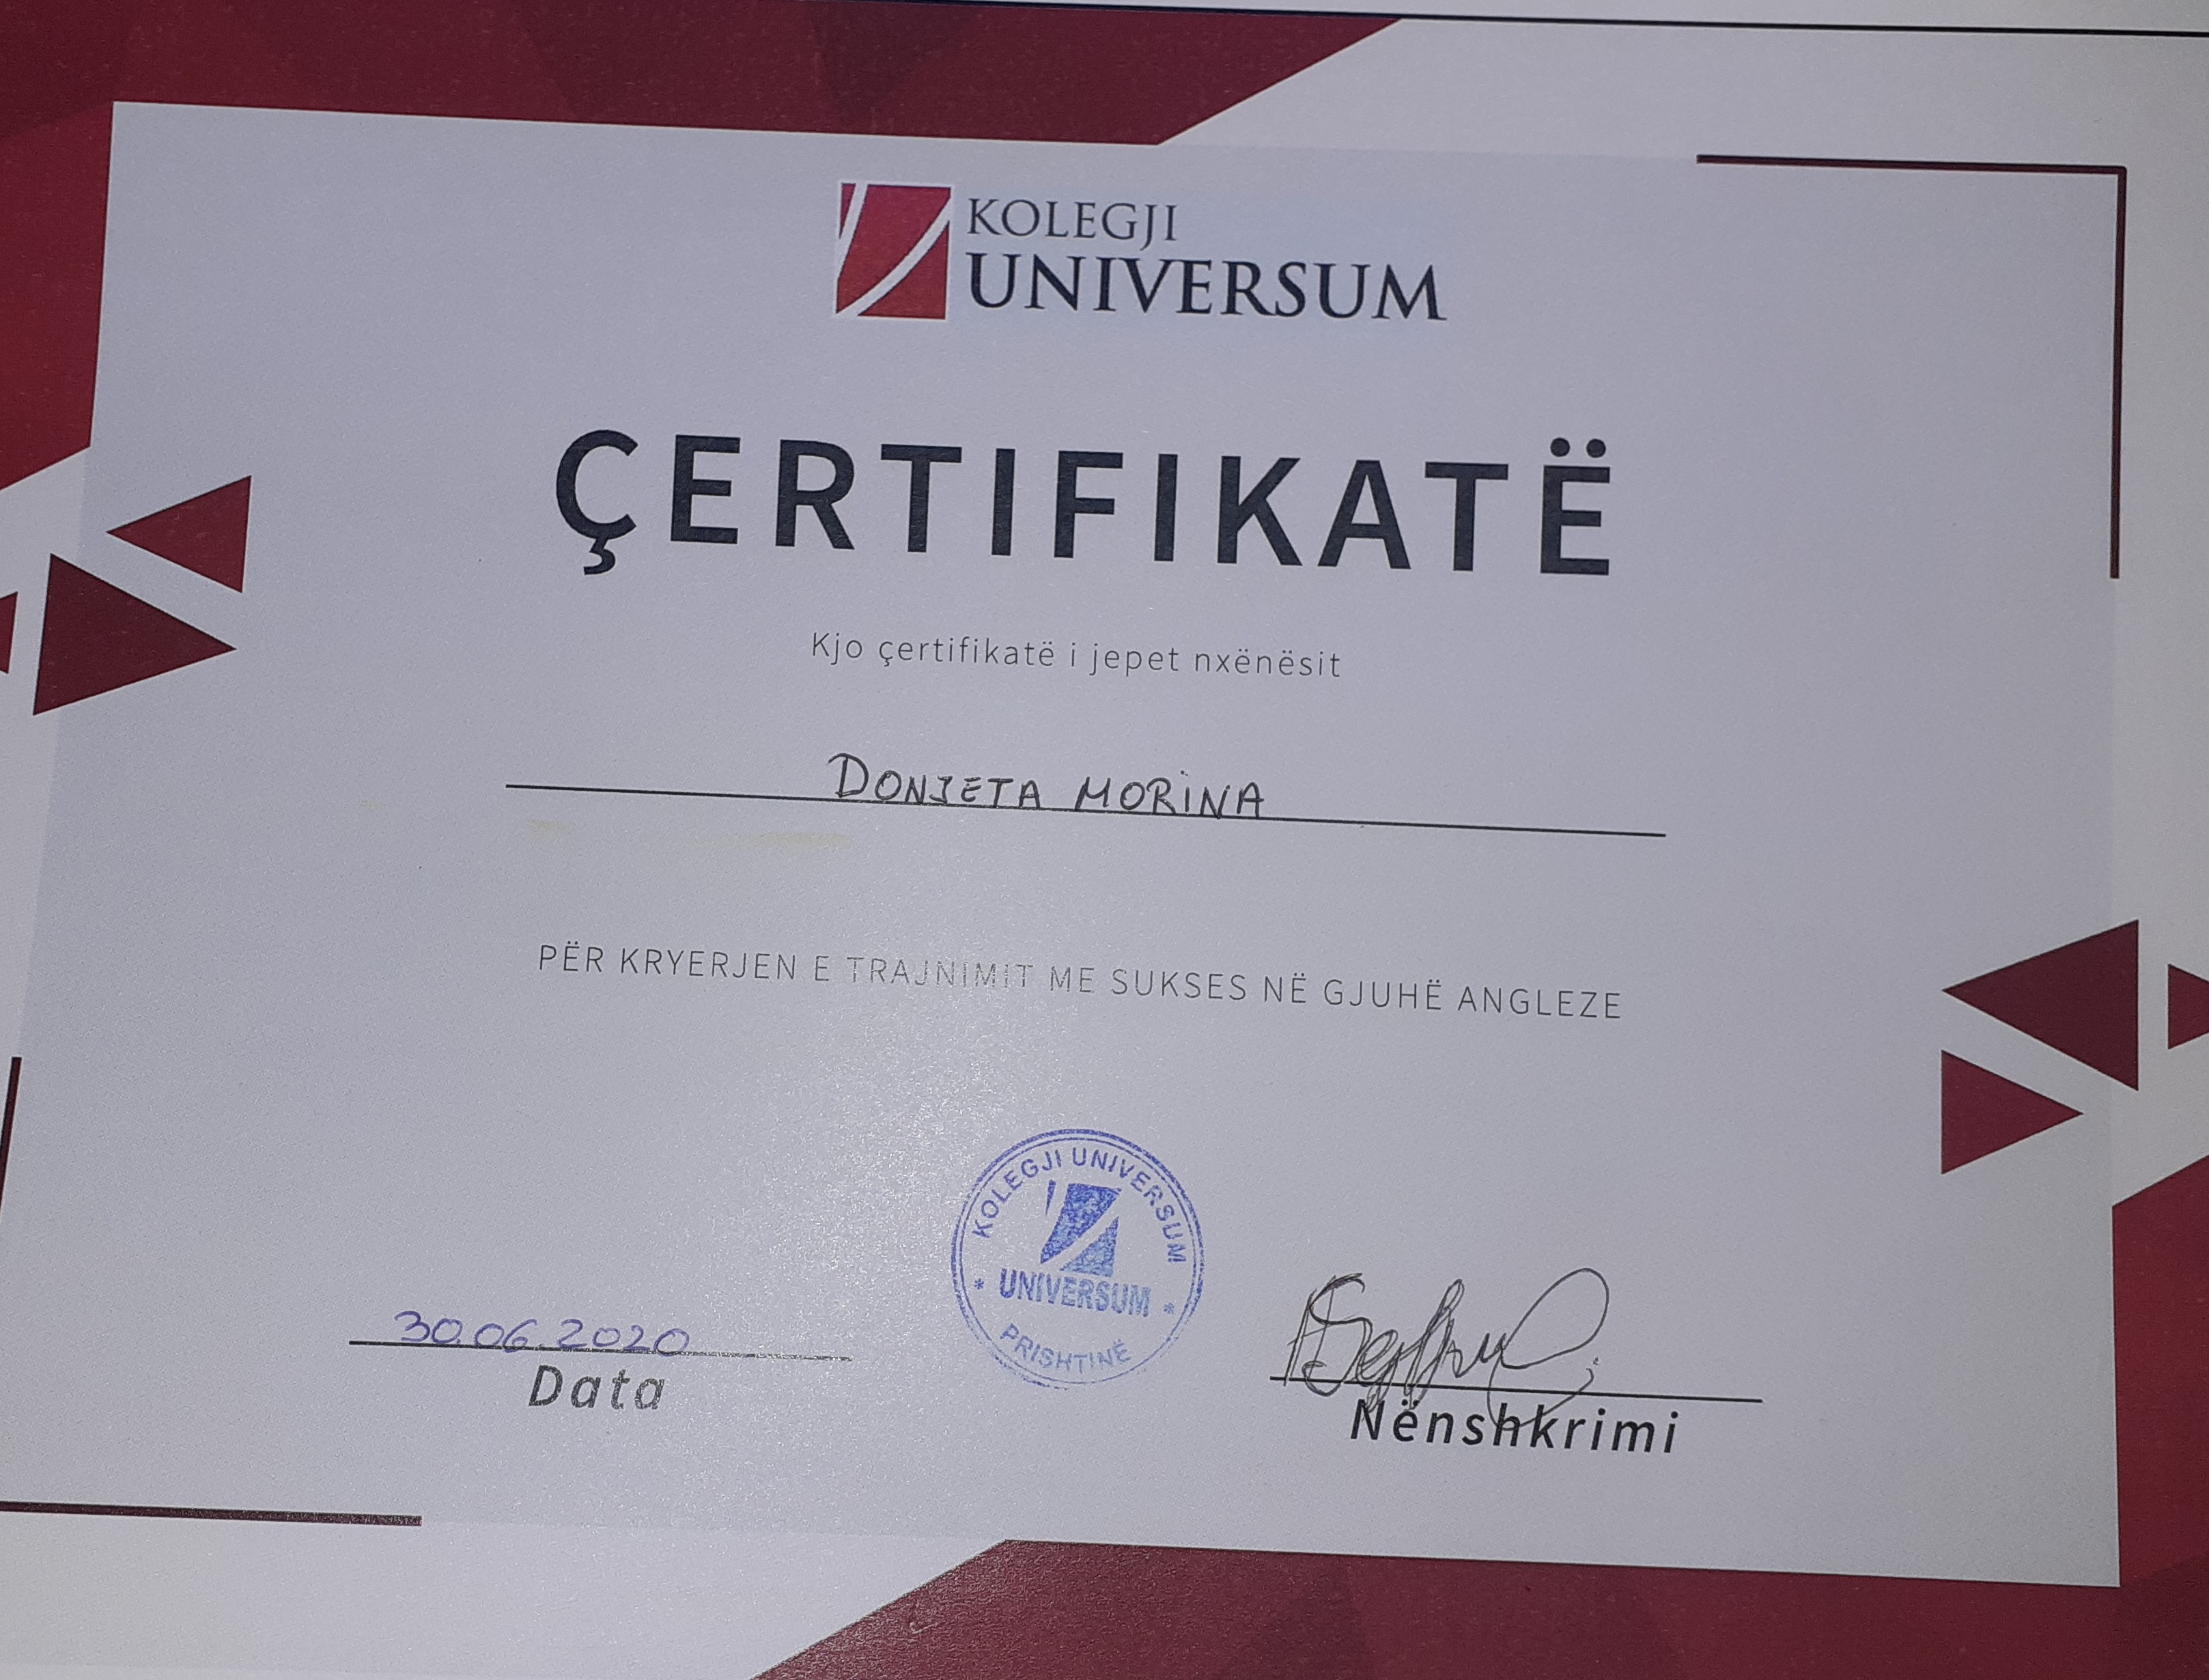 KOLEGJI
UNIVERSUM
ÇERTIFIKATË
Kjo çertifikatë i jepet nxënësit
DONJETA MORINA
PËR KRYERJEN E TRAJNIMIT ME SUKSES NË GJUHË ANGLEZE
KOLEGJI UNIVERSUM
* UNIVERSUM *
PRISHTINË
30.06.2020
Data
Nënshkrimi